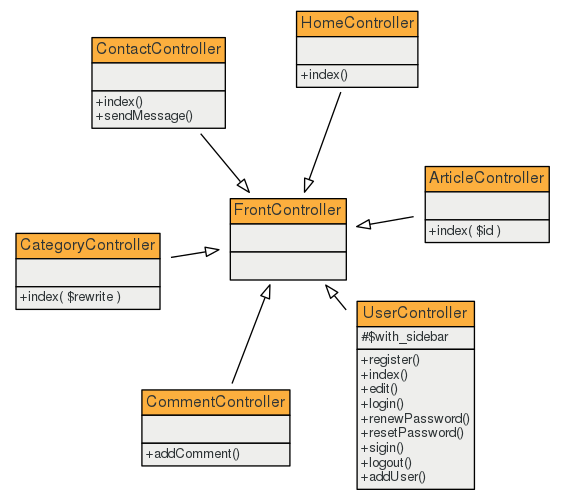 HomeController
+index()
ContactController
+index()
+sendMessage()
ArticleController
+index( $id )
FrontController
CategoryController
+index( $rewrite )
UserController
#$with_sidebar
+register()
+index()
+edit()
+login()
+renewPassword()
+resetPassword()
+sigin()
+logout()
+addUser()
CommentController
+addComment()